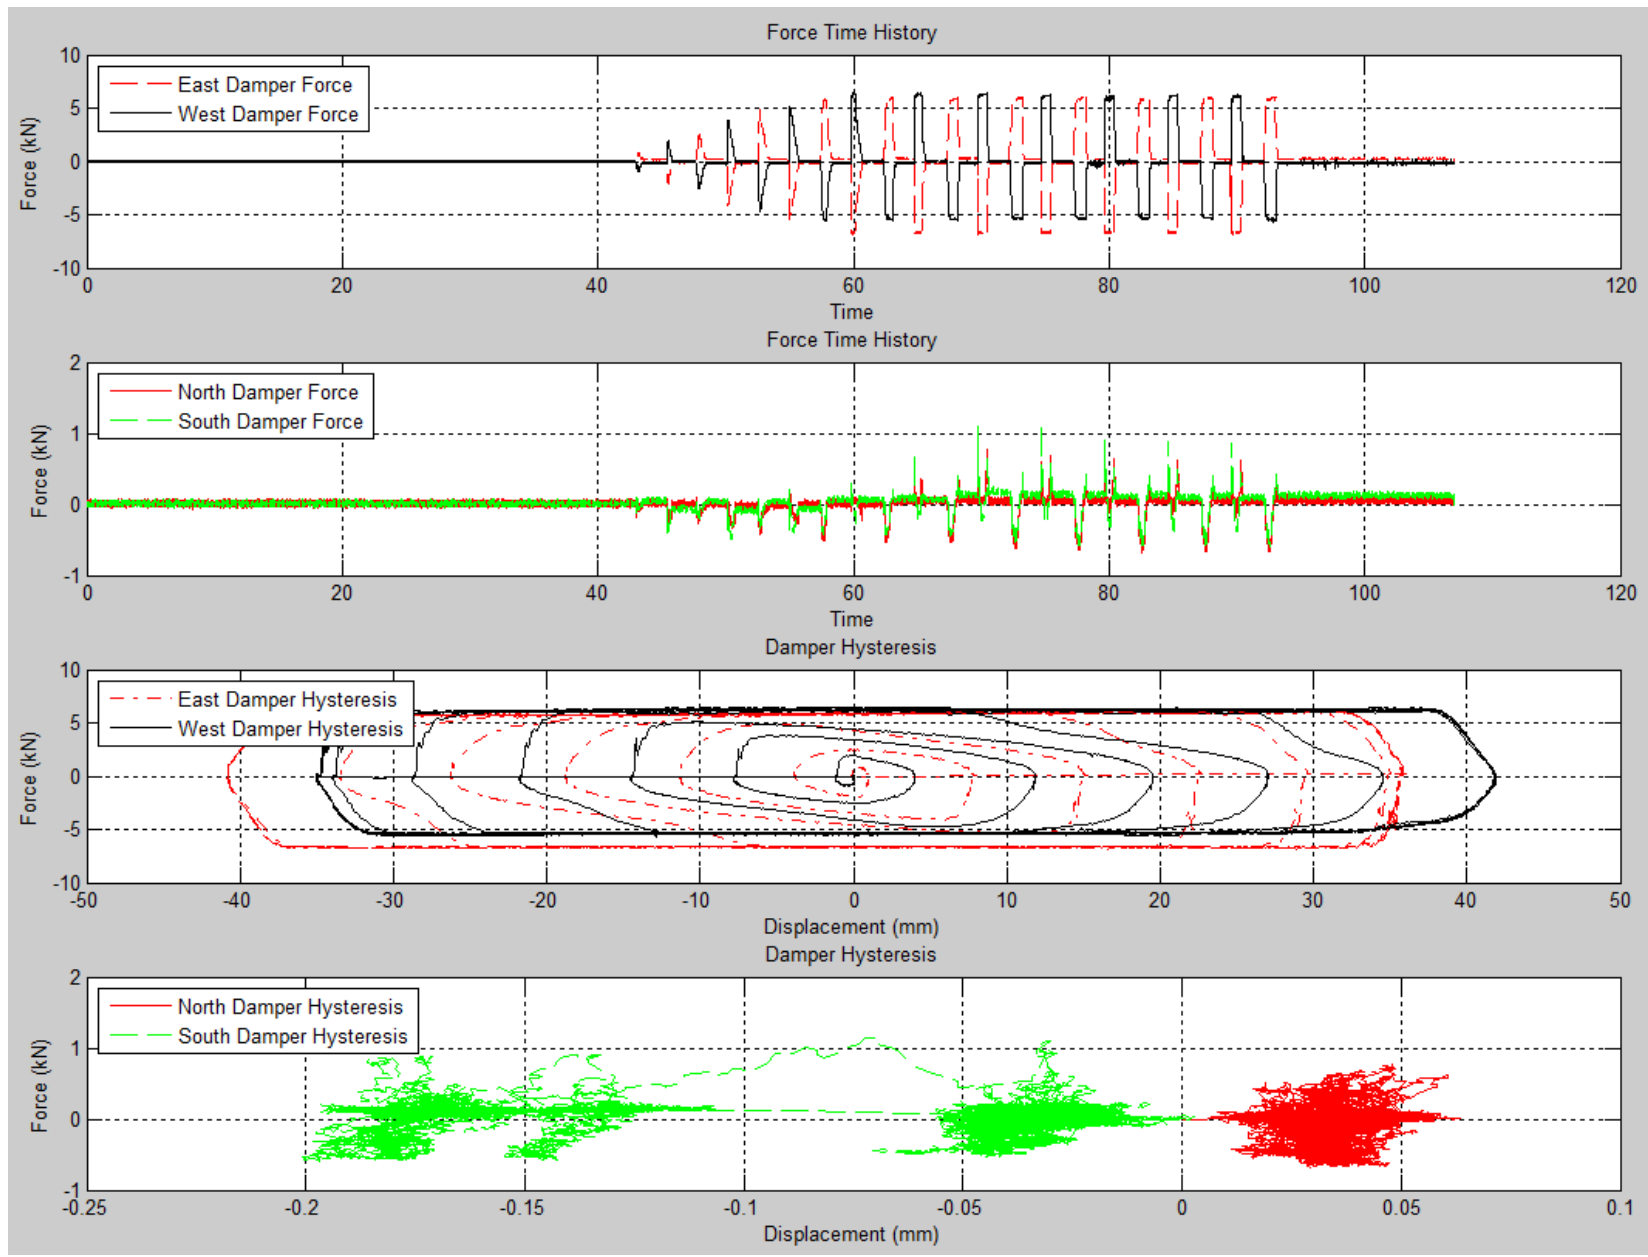 Force Time History
10
5
0
-5
-10
Force (kN)
East Damper Force
West Damper Force
0 20 40 60 80 100 120
Time
Force Time History
2
1
0
-1
Force (kN)
North Damper Force
South Damper Force
0 20 40 60 80 100 120
Time
Damper Hysteresis
10
5
0
-5
-10
Force (kN)
East Damper Hysteresis
West Damper Hysteresis
-50 -40 -30 -20 -10 0 10 20 30 40 50
Displacement (mm)
Damper Hysteresis
2
1
0
-1
Force (kN)
North Damper Hysteresis
South Damper Hysteresis
-0.25 -0.2 -0.15 -0.1 -0.05 0 0.05 0.1
Displacement (mm)